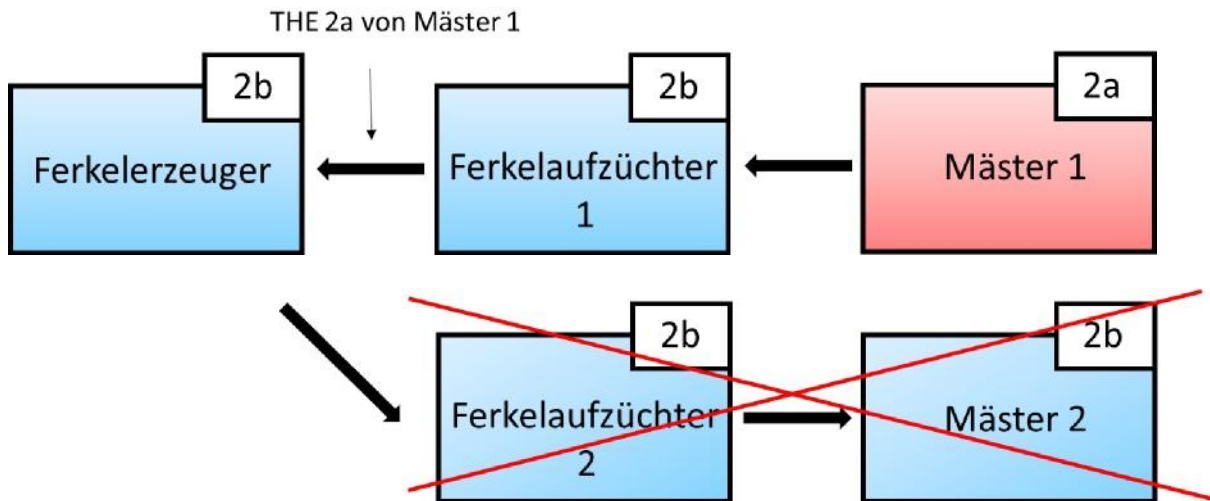 THE 2a von Mäster 1
2b
2b
2a
Ferkelerzeuger
Ferkelaufzüchter
1
Mäster 1
2b
2b
Ferkelaufzüchter
2
Mäster 2